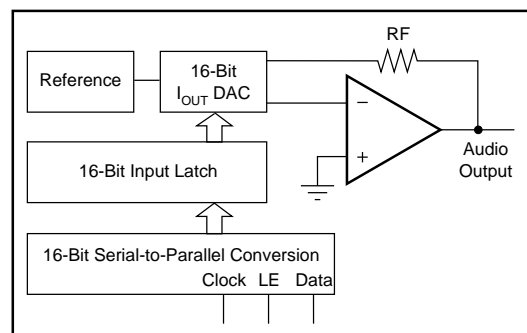 RF
Reference
16-Bit
I_OUT DAC
−
+
Audio
Output
16-Bit Input Latch
16-Bit Serial-to-Parallel Conversion
Clock LE Data